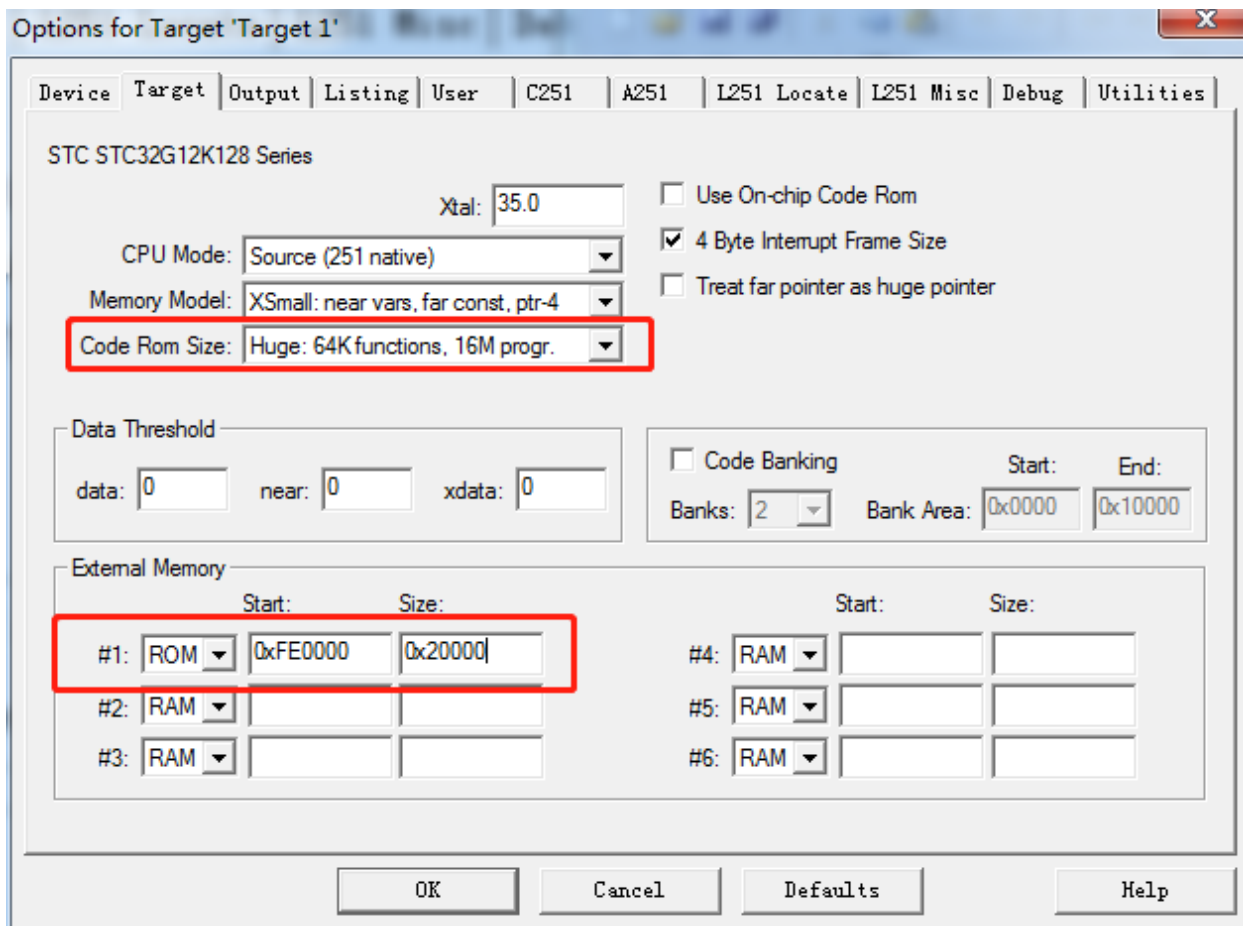 Options for Target 'Target 1'
Device Target Output Listing User C251 A251 L251 Locate L251 Misc Debug Utilities
STC STC32G12K128 Series
Xtal: 35.0
Use On-chip Code Rom
CPU Mode: Source (251 native)
4 Byte Interrupt Frame Size
Memory Model: XSmall: near vars, far const, ptr-4
Treat far pointer as huge pointer
Code Rom Size: Huge: 64K functions, 16M progr.
Data Threshold
data: 0 near: 0 xdata: 0
Code Banking Start: End:
Banks: 2 Bank Area: 0x0000 0x10000
External Memory
Start: Size: Start: Size:
#1: ROM 0xFE0000 0x20000 #4: RAM
#2: RAM #5: RAM
#3: RAM #6: RAM
OK Cancel Defaults Help